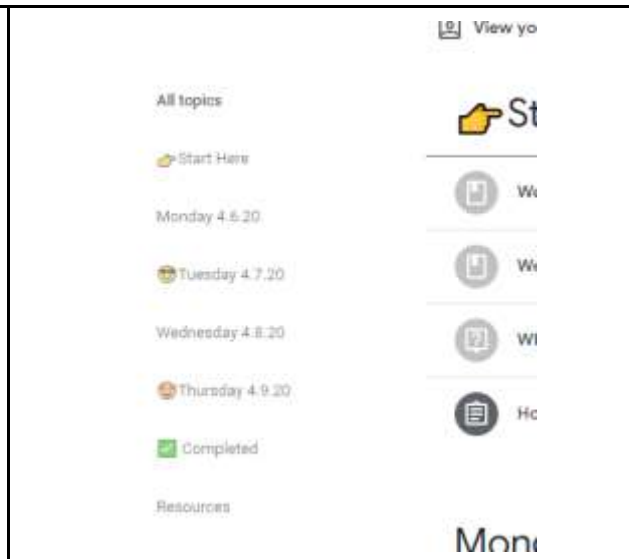 View yo
All topics
👉St
👉Start Here
We
Monday 4.6.20
We
🤓Tuesday 4.7.20
Wednesday 4.8.20
Wh
Thursday 4.9.20
Ho
✅ Completed
Resources
Mon